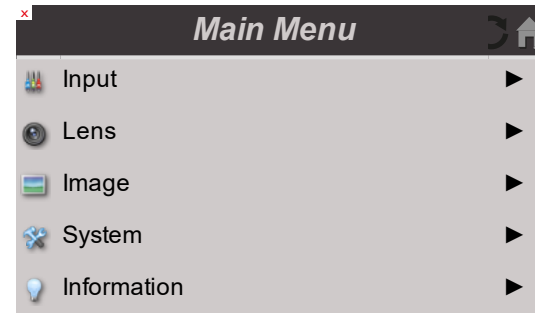 Main Menu
Input
Lens
Image
System
Information